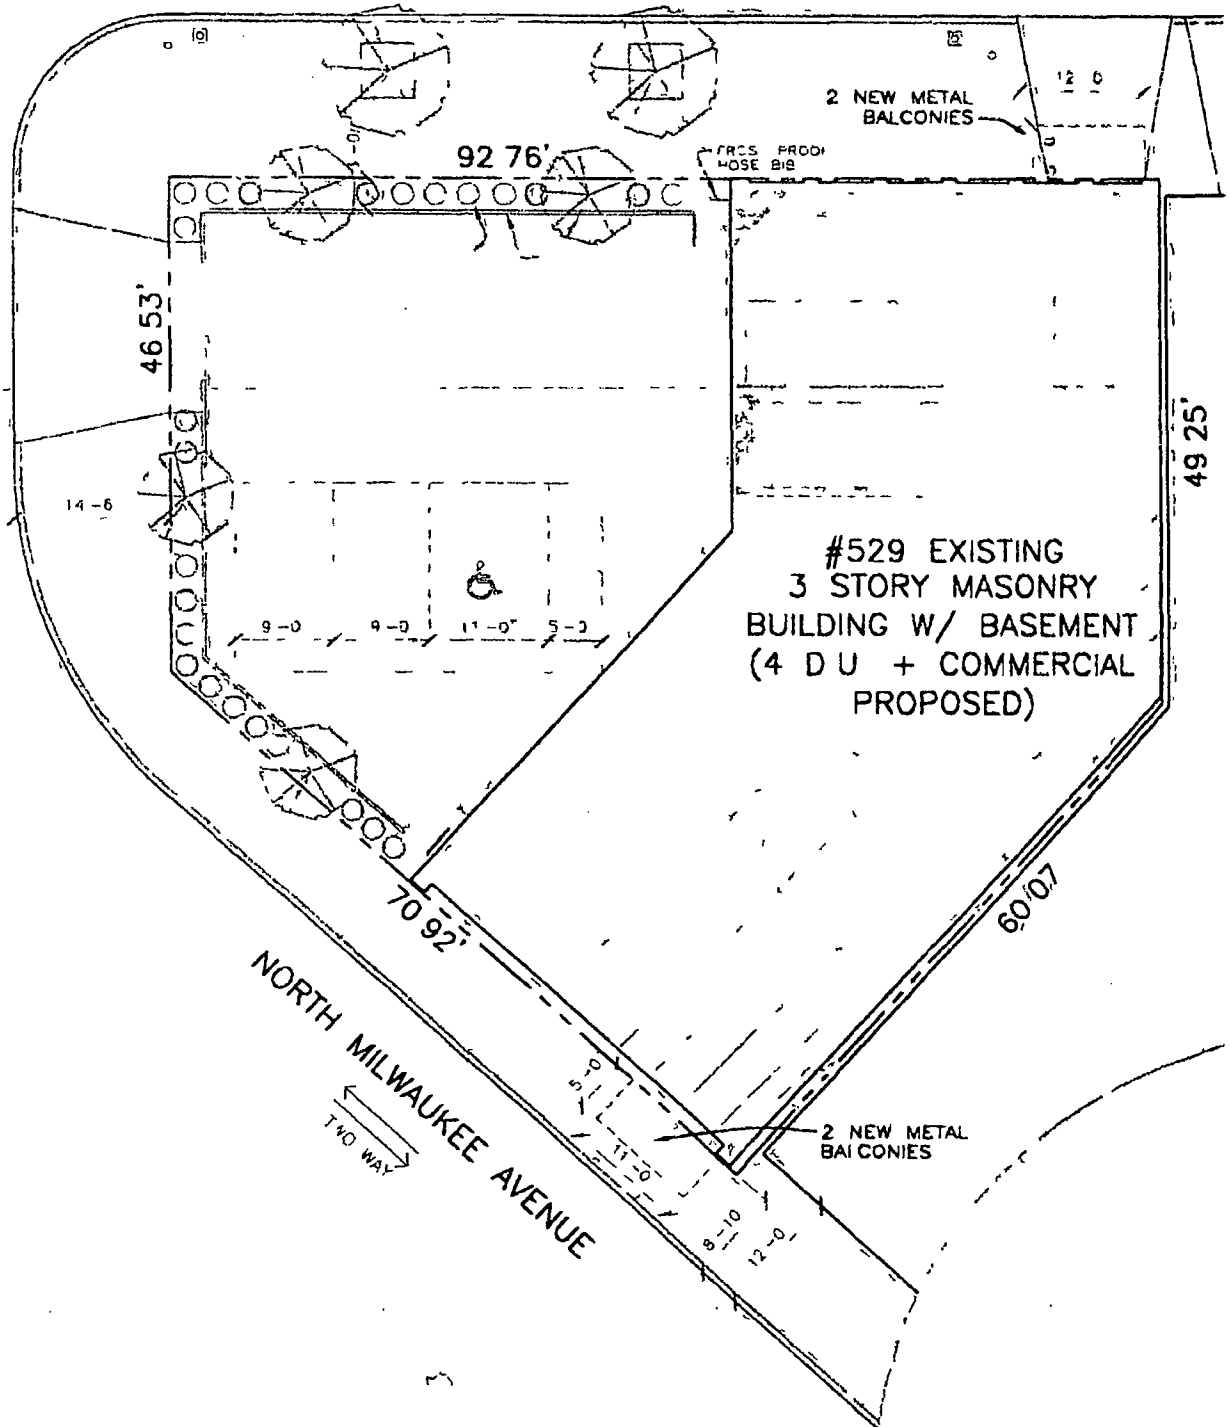 12 0
2 NEW METAL
BALCONIES
92 76'
HOSE BIB
46 53'
49 25'
14-6
#529 EXISTING
3 STORY MASONRY
BUILDING W/ BASEMENT
(4 D U + COMMERCIAL
PROPOSED)
9-0
9-0
5-0
60'07
70 92'
NORTH MILWAUKEE AVENUE
TWO WAY
5-0
11-0
2 NEW METAL
BALCONIES
8-10
12-0